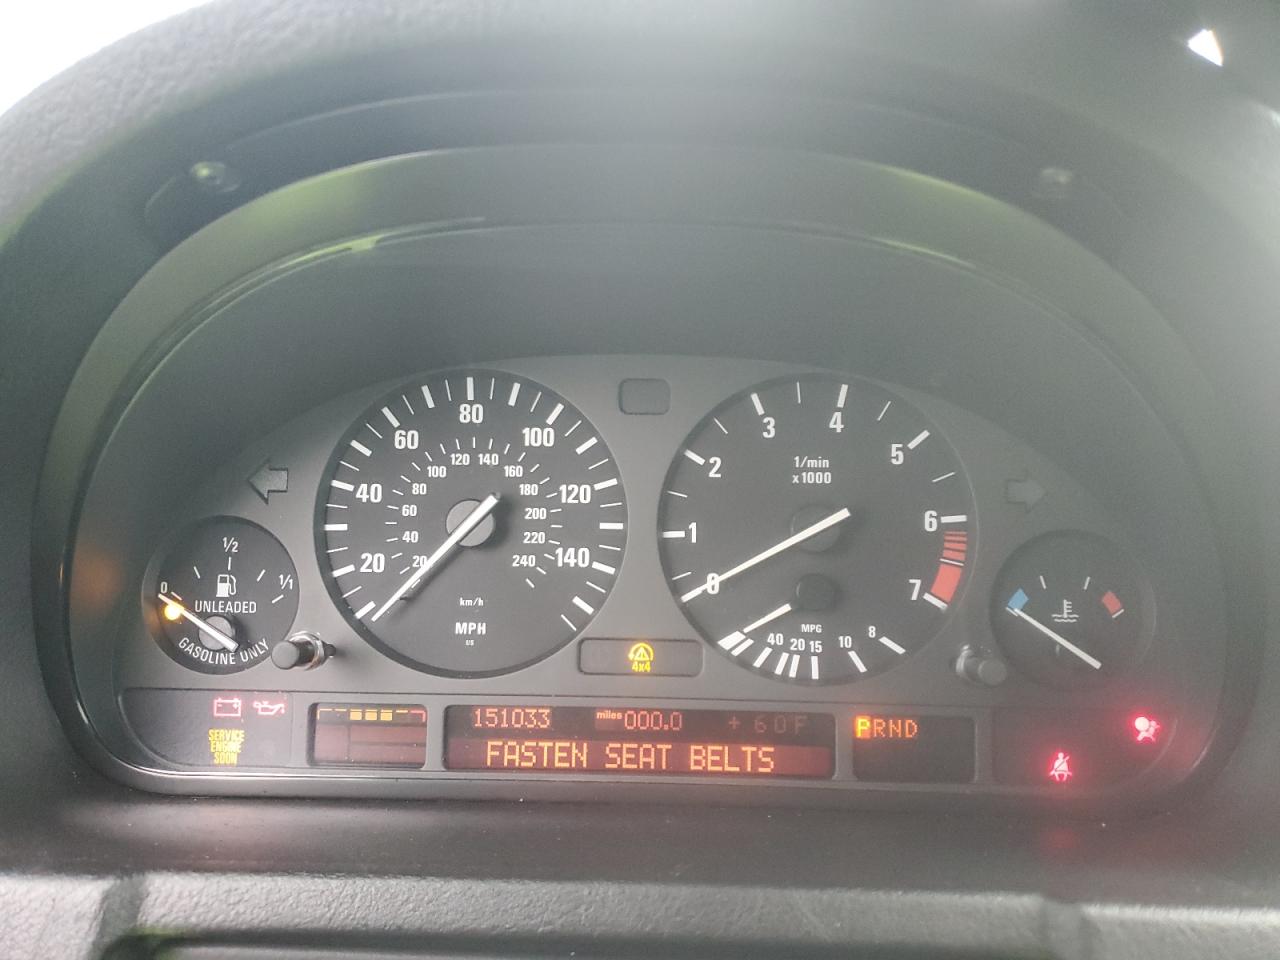 80
60
100
120 140
100
160
40
80
180
120
60
200
40
220
20
20
240
140
km/h
MPH
US
3
4
1/min
x1000
2
5
1
6
0
7
MPG
40 20 15 10 8
1/2
0
1/1
UNLEADED
GASOLINE ONLY
4x4
SERVICE
ENGINE
SOON
151033 miles 000.0 + 60F
FASTEN SEAT BELTS
PRND